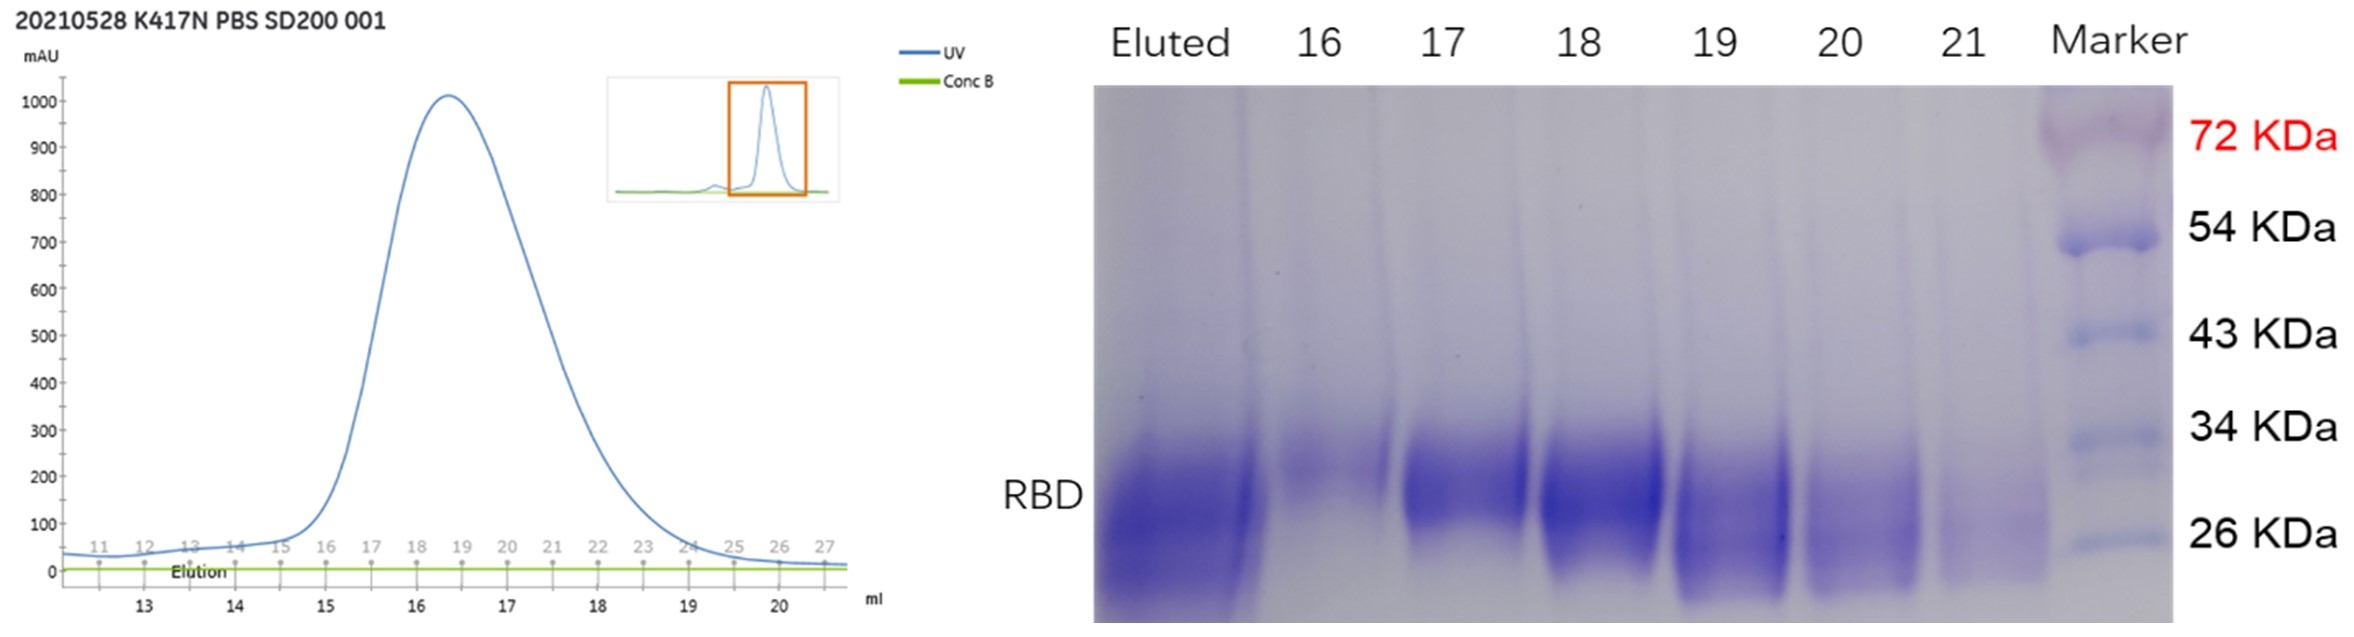 20210528 K417N PBS SD200 001
mAU
UV
Conc B
1000
900
800
700
600
500
400
300
200
100
0
11 12 13 14 15 16 17 18 19 20 21 22 23 24 25 26 27
Elution
13 14 15 16 17 18 19 20 ml
Eluted 16 17 18 19 20 21 Marker
72 KDa
54 KDa
43 KDa
34 KDa
RBD
26 KDa